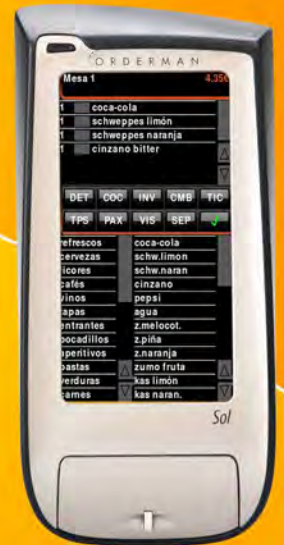 ORDERMAN
Mesa 1 4.35€
1 coca-cola
1 schweppes limón
1 schweppes naranja
1 cinzano bitter
DET COC INV CMB TIC
TPS PAX VIS SEP
refrescos coca-cola
cervezas schw.limon
licores schw.naran
cafés cinzano
vinos pepsi
tapas agua
entrantes z.melocot.
bocadillos z.piña
aperitivos z.naranja
pastas zumo fruta
verduras kas limón
carnes kas naran.
Sol